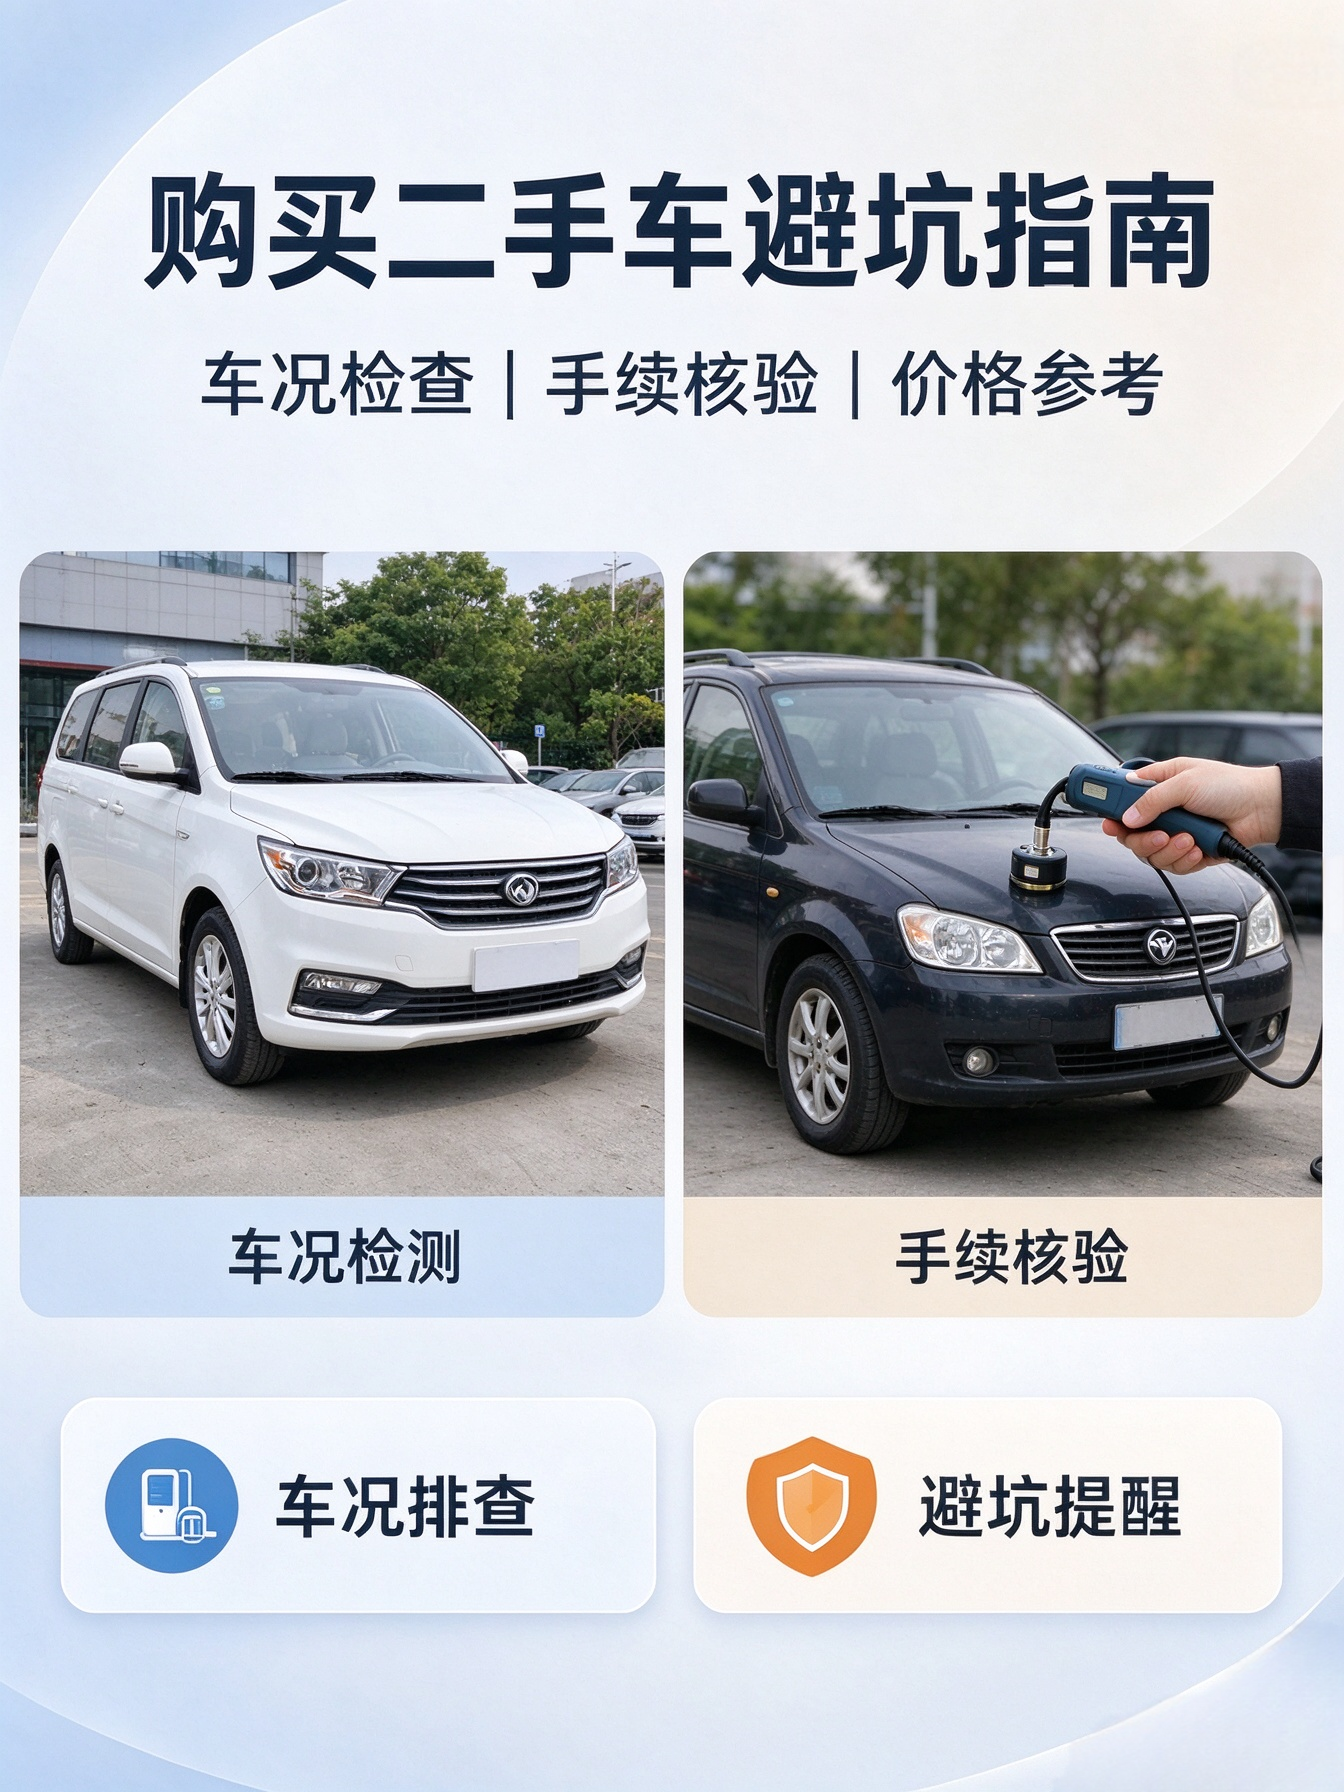 购买二手车避坑指南
车况检查｜手续核验｜价格参考
车况检测
手续核验
车况排查
避坑提醒